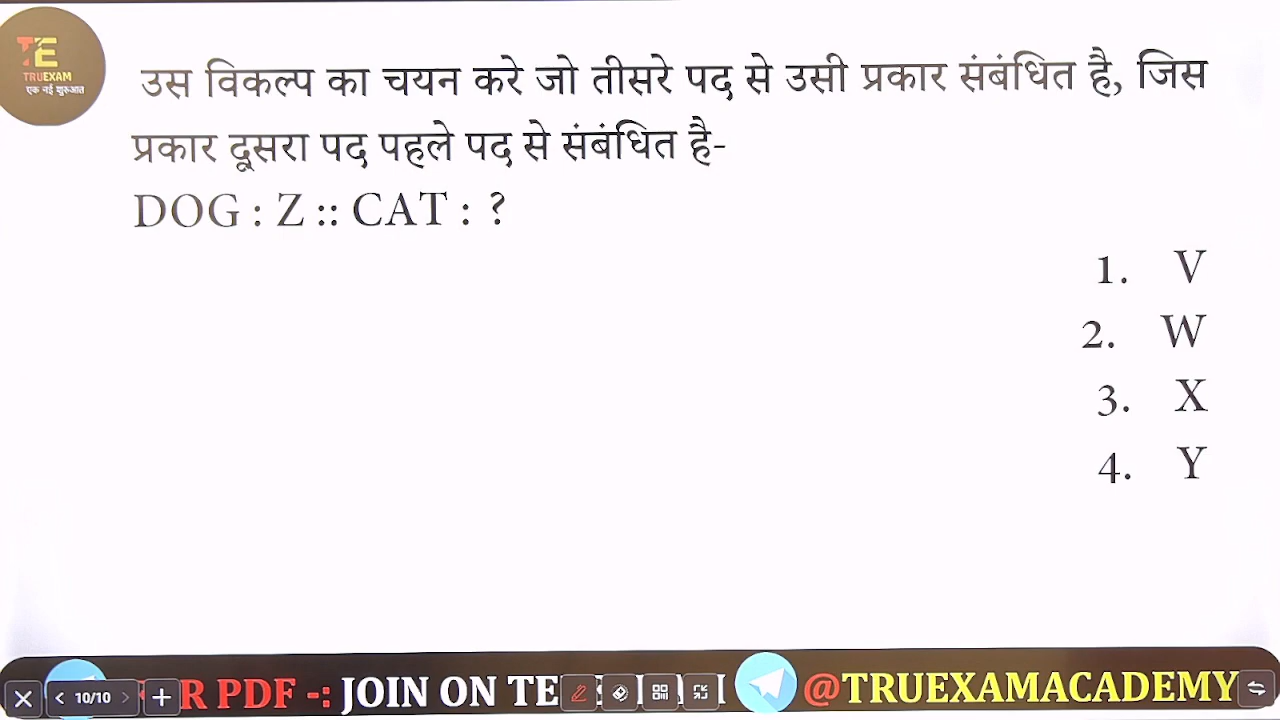 TE
TRUEXAM
एक नई शुरुआत
उस विकल्प का चयन करे जो तीसरे पद से उसी प्रकार संबंधित है, जिस
प्रकार दूसरा पद पहले पद से संबंधित है-
DOG : Z :: CAT : ?
1. V
2. W
3. X
4. Y
10/10
R PDF -: JOIN ON TE
@TRUEXAMACADEMY